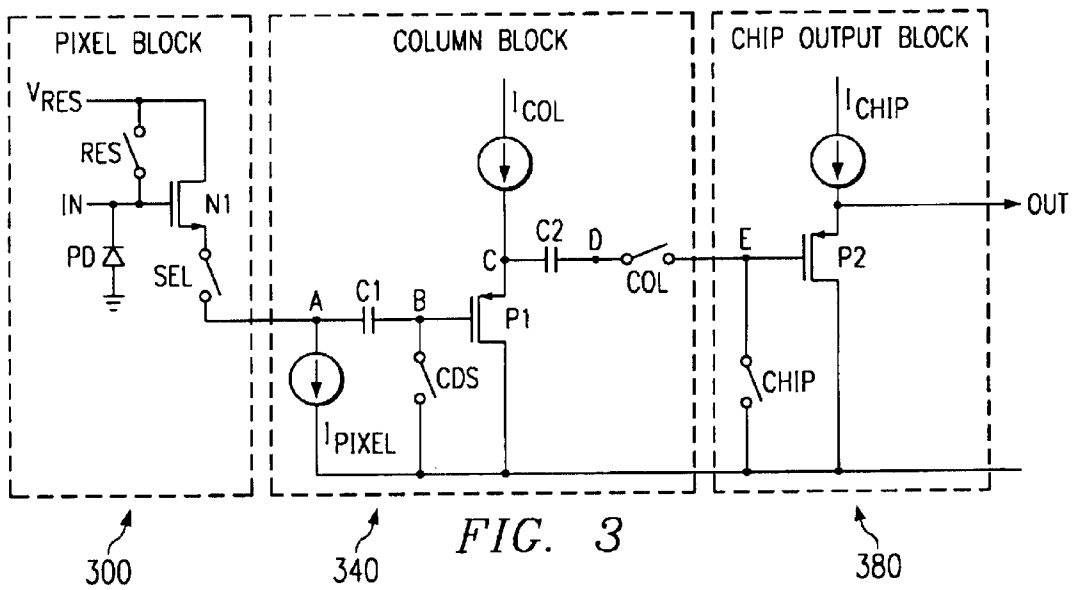 PIXEL BLOCK
COLUMN BLOCK
CHIP OUTPUT BLOCK
VRES
RES
IN
N1
PD
SEL
A
C1
B
CDS
IPIXEL
ICOL
C
C2
D
COL
P1
E
CHIP
ICHIP
OUT
P2
300
340
FIG. 3
380